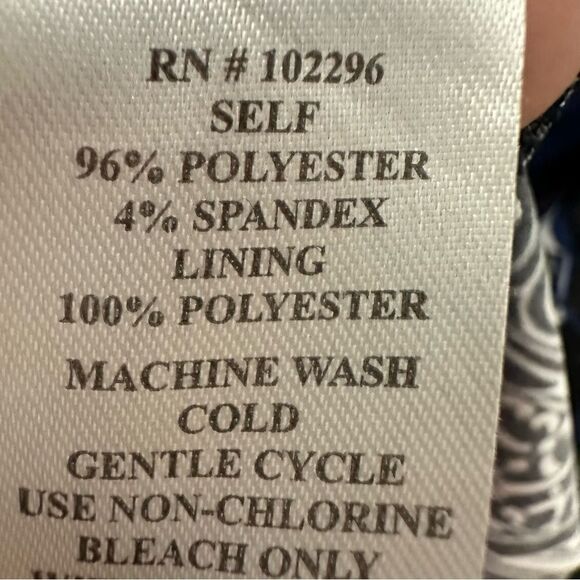 RN # 102296
SELF
96% POLYESTER
4% SPANDEX
LINING
100% POLYESTER
MACHINE WASH
COLD
GENTLE CYCLE
USE NON-CHLORINE
BLEACH ONLY